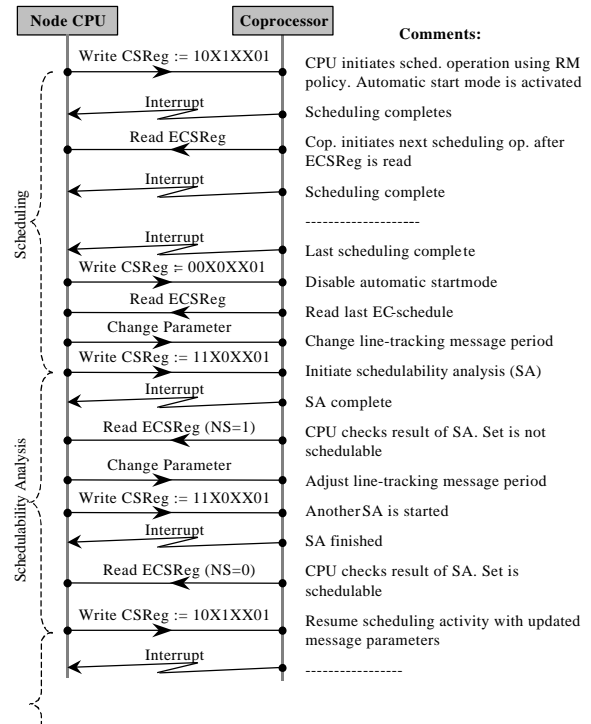 Node CPU
Coprocessor
Comments:
Write CSReg := 10X1XX01
CPU initiates sched. operation using RM
policy. Automatic start mode is activated
Interrupt
Scheduling completes
Read ECSReg
Cop. initiates next scheduling op. after
ECSReg is read
Interrupt
Scheduling complete
--------------------
Interrupt
Last scheduling complete
Write CSReg := 00X0XX01
Disable automatic startmode
Read ECSReg
Read last EC-schedule
Change Parameter
Change line-tracking message period
Write CSReg := 11X0XX01
Initiate schedulability analysis (SA)
Interrupt
SA complete
Read ECSReg (NS=1)
CPU checks result of SA. Set is not
schedulable
Change Parameter
Adjust line-tracking message period
Write CSReg := 11X0XX01
Another SA is started
Interrupt
SA finished
Read ECSReg (NS=0)
CPU checks result of SA. Set is
schedulable
Write CSReg := 10X1XX01
Resume scheduling activity with updated
message parameters
Interrupt
-----------------
Scheduling
Schedulability Analysis